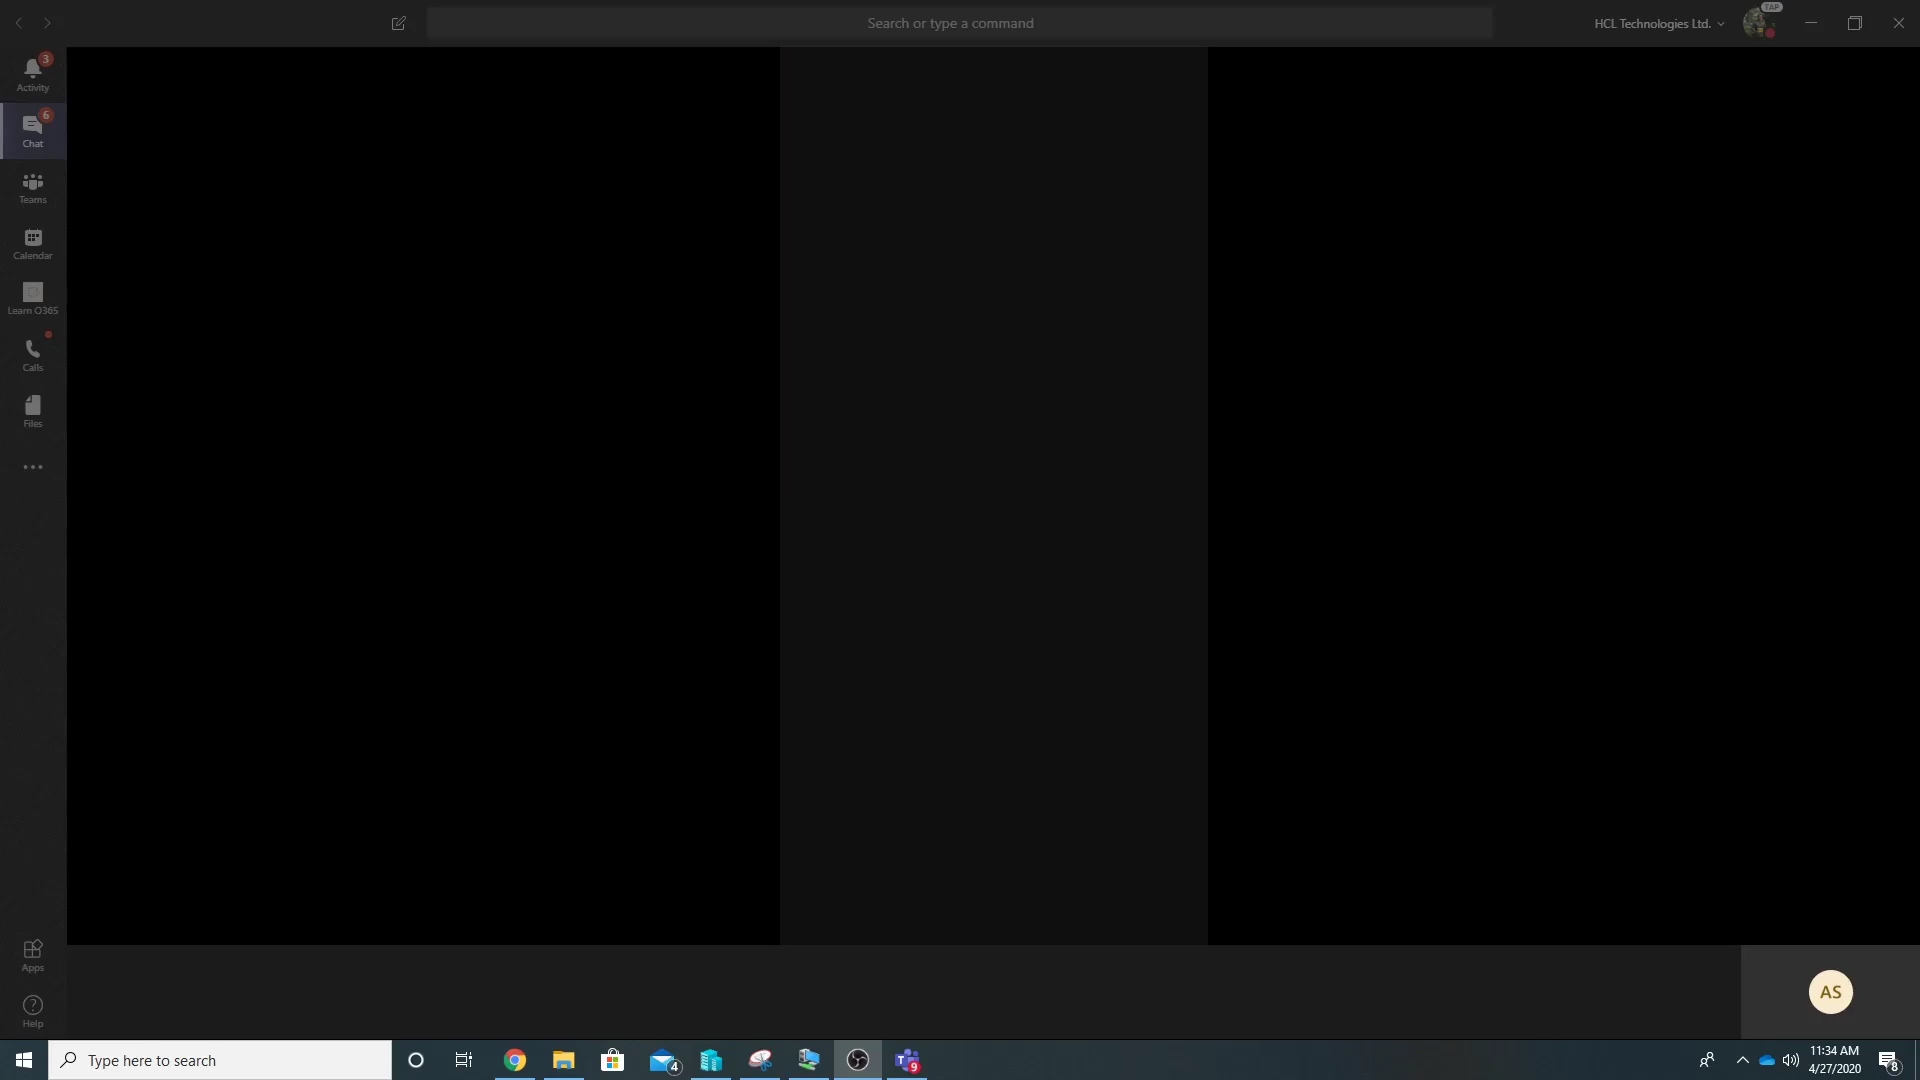 Search or type a command
HCL Technologies Ltd.
TAP
3
Activity
6
Chat
Teams
Calendar
Learn O365
Calls
Files
Apps
Help
AS
Type here to search
4
T
9
11:34 AM
4/27/2020
8